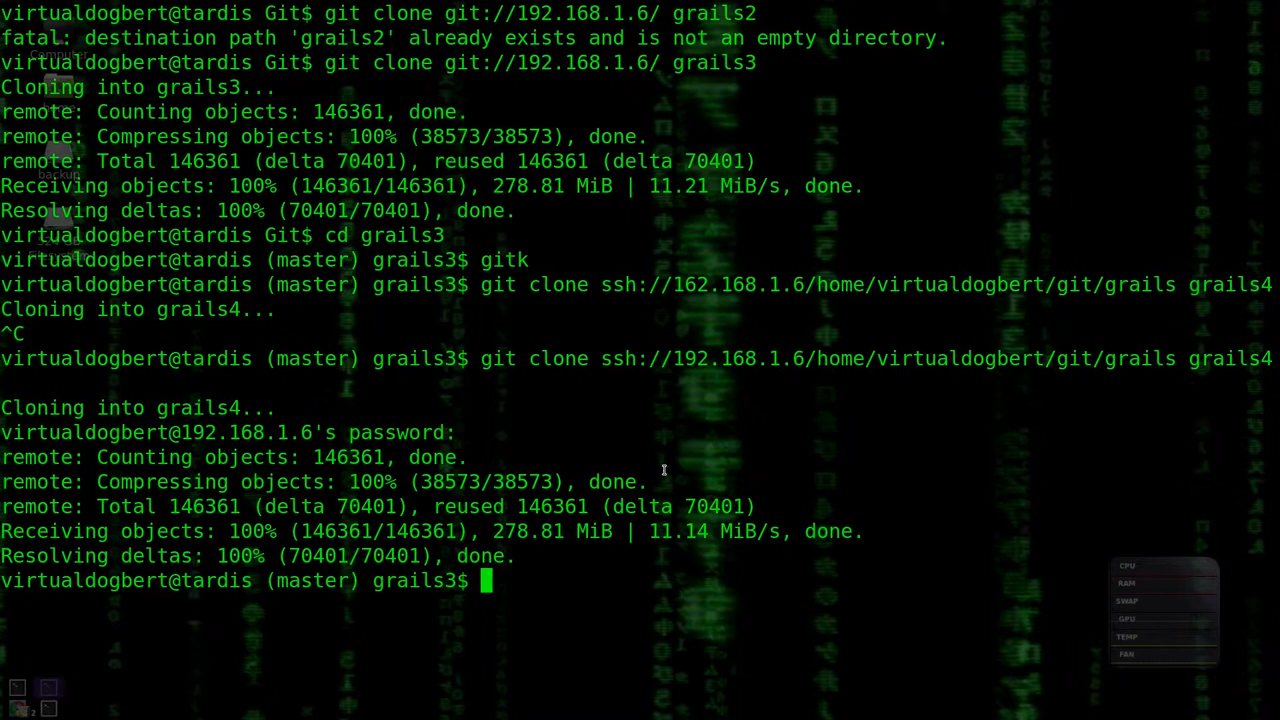 virtualdogbert@tardis Git$ git clone git://192.168.1.6/ grails2
fatal: destination path 'grails2' already exists and is not an empty directory.
virtualdogbert@tardis Git$ git clone git://192.168.1.6/ grails3
Cloning into grails3...
remote: Counting objects: 146361, done.
remote: Compressing objects: 100% (38573/38573), done.
remote: Total 146361 (delta 70401), reused 146361 (delta 70401)
Receiving objects: 100% (146361/146361), 278.81 MiB | 11.21 MiB/s, done.
Resolving deltas: 100% (70401/70401), done.
virtualdogbert@tardis Git$ cd grails3
virtualdogbert@tardis (master) grails3$ gitk
virtualdogbert@tardis (master) grails3$ git clone ssh://162.168.1.6/home/virtualdogbert/git/grails grails4
Cloning into grails4...
^C
virtualdogbert@tardis (master) grails3$ git clone ssh://192.168.1.6/home/virtualdogbert/git/grails grails4
Cloning into grails4...
virtualdogbert@192.168.1.6's password:
remote: Counting objects: 146361, done.
remote: Compressing objects: 100% (38573/38573), done.
remote: Total 146361 (delta 70401), reused 146361 (delta 70401)
Receiving objects: 100% (146361/146361), 278.81 MiB | 11.14 MiB/s, done.
Resolving deltas: 100% (70401/70401), done.
virtualdogbert@tardis (master) grails3$
Computer
home
backup
CPU
RAM
SWAP
GPU
TEMP
FAN
2